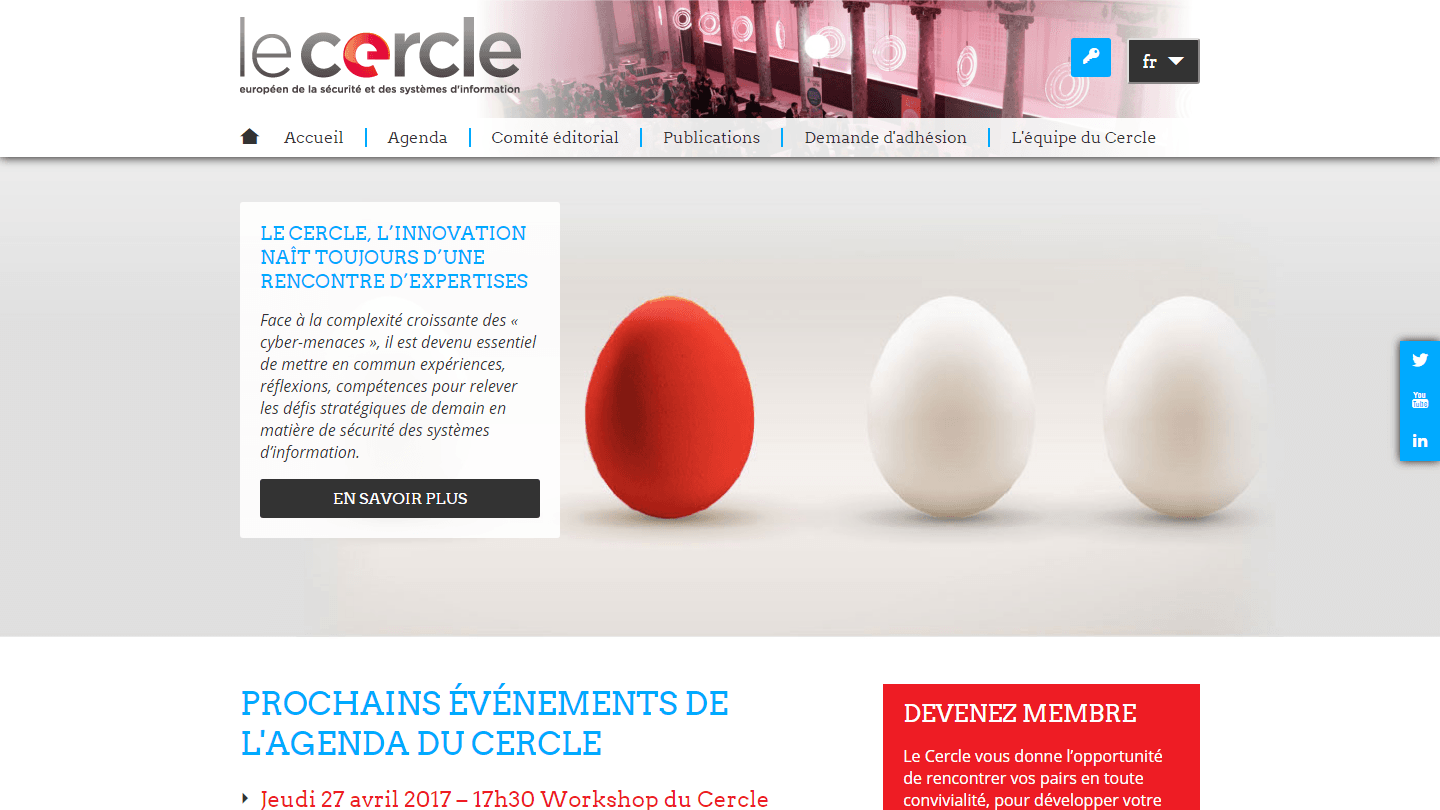 le cercle
européen de la sécurité et des systèmes d'information
fr
Accueil
Agenda
Comité éditorial
Publications
Demande d'adhésion
L'équipe du Cercle
LE CERCLE, L’INNOVATION
NAÎT TOUJOURS D’UNE
RENCONTRE D’EXPERTISES
Face à la complexité croissante des «
cyber-menaces », il est devenu essentiel
de mettre en commun expériences,
réflexions, compétences pour relever
les défis stratégiques de demain en
matière de sécurité des systèmes
d’information.
EN SAVOIR PLUS
You
Tube
in
PROCHAINS ÉVÉNEMENTS DE
L'AGENDA DU CERCLE
Jeudi 27 avril 2017 – 17h30 Workshop du Cercle
DEVENEZ MEMBRE
Le Cercle vous donne l’opportunité
de rencontrer vos pairs en toute
convivialité, pour développer votre